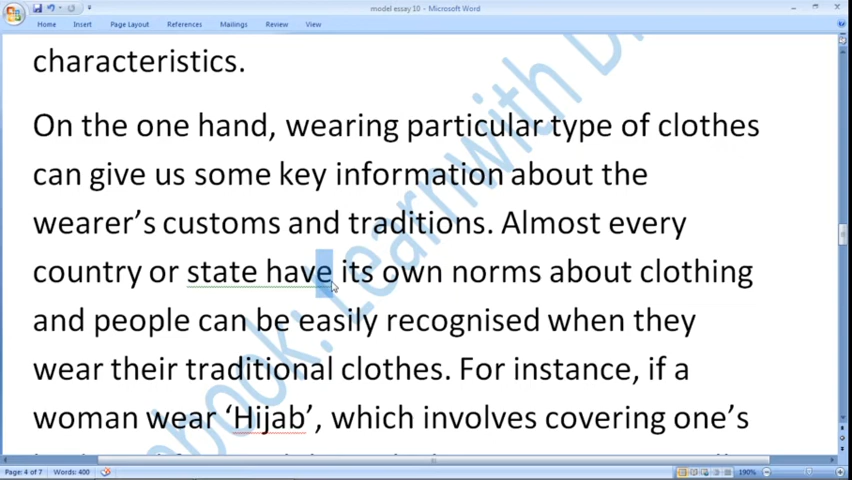 model essay 10 - Microsoft Word
Home Insert Page Layout References Mailings Review View
characteristics.
On the one hand, wearing particular type of clothes
can give us some key information about the
wearer's customs and traditions. Almost every
country or state have its own norms about clothing
and people can be easily recognised when they
wear their traditional clothes. For instance, if a
woman wear ‘Hijab’, which involves covering one's
Page: 4 of 7 Words: 400 190%